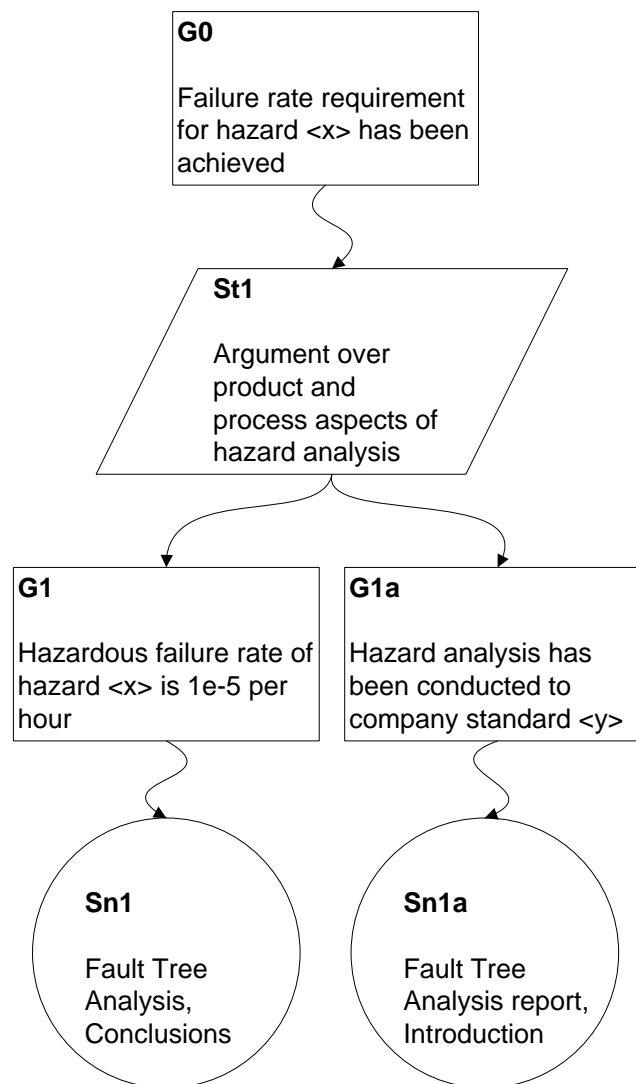 G0
Failure rate requirement
for hazard <x> has been
achieved
St1
Argument over
product and
process aspects of
hazard analysis
G1
Hazardous failure rate of
hazard <x> is 1e-5 per
hour
G1a
Hazard analysis has
been conducted to
company standard <y>
Sn1
Fault Tree
Analysis,
Conclusions
Sn1a
Fault Tree
Analysis report,
Introduction